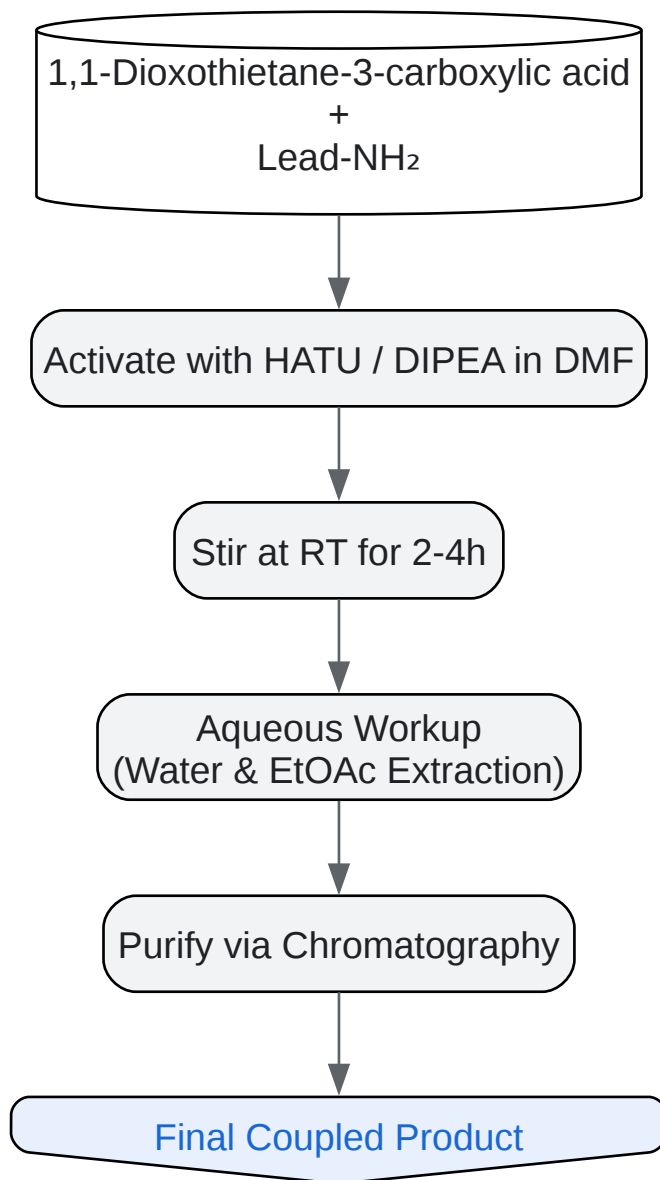 1,1-Dioxothietane-3-carboxylic acid
+
Lead-NH₂
Activate with HATU / DIPEA in DMF
Stir at RT for 2-4h
Aqueous Workup
(Water & EtOAc Extraction)
Purify via Chromatography
Final Coupled Product